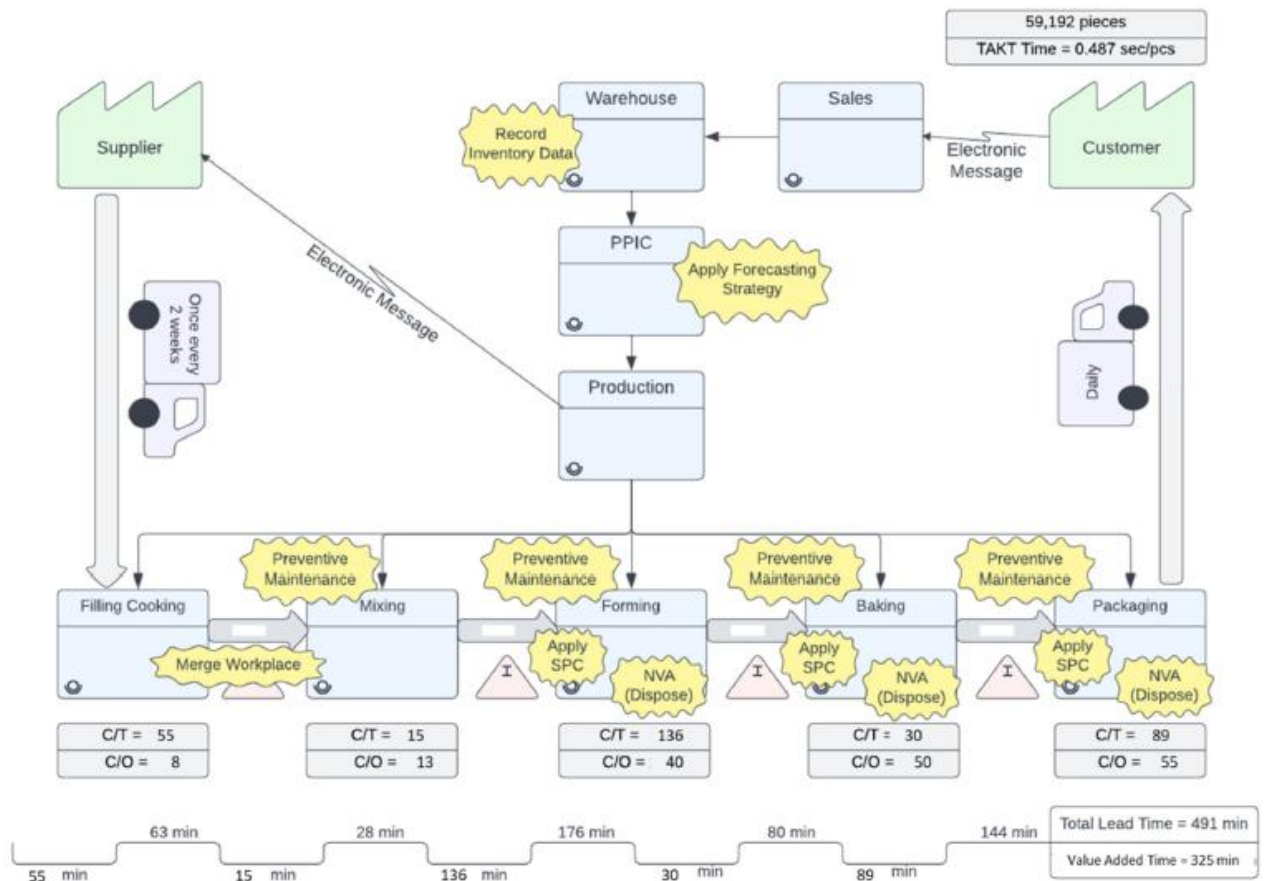 59,192 pieces
TAKT Time = 0.487 sec/pcs
Supplier
Warehouse
Sales
Customer
Record
Inventory Data
Electronic
Message
PPIC
Apply Forecasting
Strategy
Electronic Message
Once every
2 weeks
Daily
Production
Preventive
Maintenance
Preventive
Maintenance
Preventive
Maintenance
Preventive
Maintenance
Filling Cooking
Mixing
Forming
Baking
Packaging
Merge Workplace
I
Apply
SPC
NVA
(Dispose)
I
Apply
SPC
NVA
(Dispose)
I
Apply
SPC
NVA
(Dispose)
C/T = 55
C/O = 8
C/T = 15
C/O = 13
C/T = 136
C/O = 40
C/T = 30
C/O = 50
C/T = 89
C/O = 55
63 min
28 min
176 min
80 min
144 min
55 min
15 min
136 min
30 min
89 min
Total Lead Time = 491 min
Value Added Time = 325 min